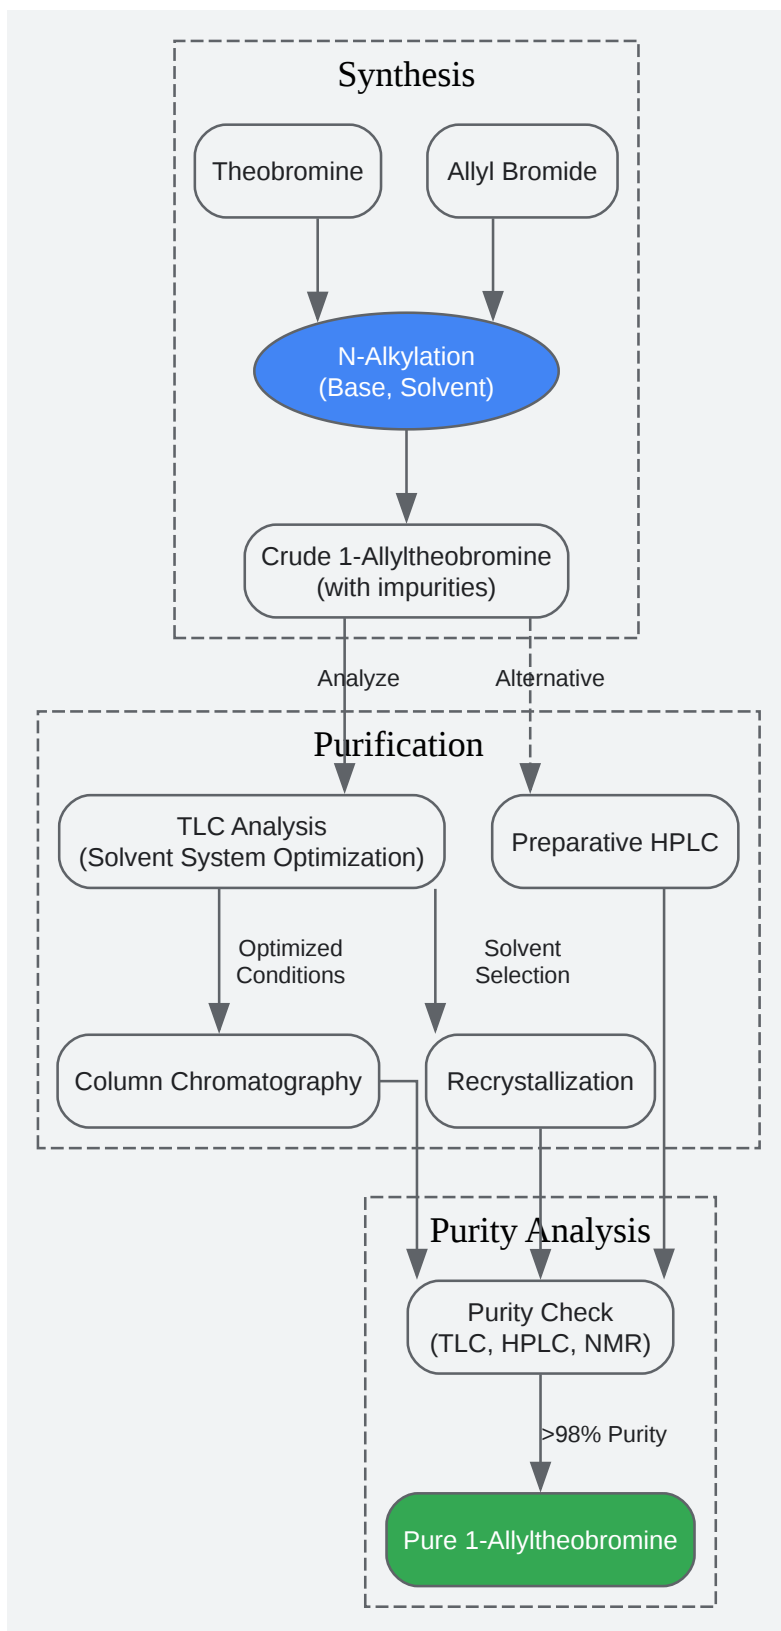 Synthesis
Theobromine
Allyl Bromide
N-Alkylation
(Base, Solvent)
Crude 1-Allyltheobromine
(with impurities)
Analyze
Alternative
Purification
TLC Analysis
(Solvent System Optimization)
Preparative HPLC
Optimized
Conditions
Solvent
Selection
Column Chromatography
Recrystallization
Purity Analysis
Purity Check
(TLC, HPLC, NMR)
>98% Purity
Pure 1-Allyltheobromine